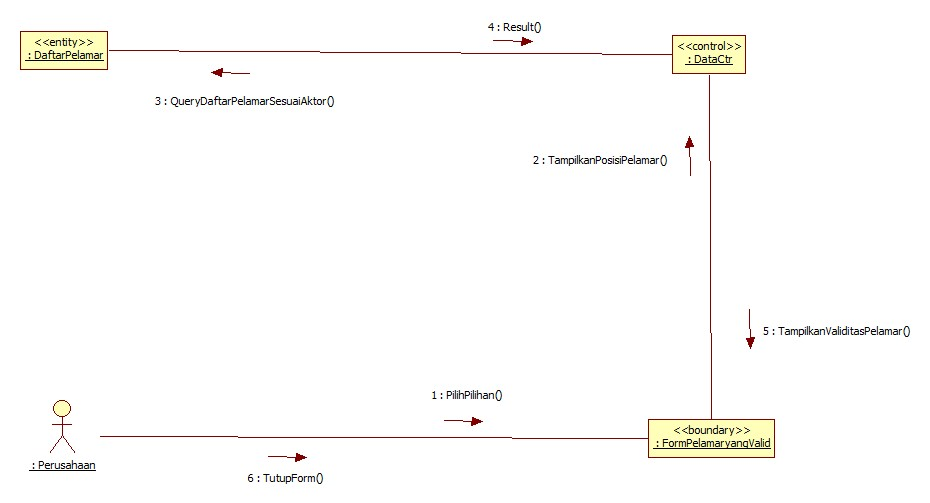 4 : Result()
<<entity>>
: DaftarPelamar
<<control>>
: DataCtr
3 : QueryDaftarPelamarSesuaiAktor()
2 : TampilkanPosisiPelamar()
5 : TampilkanValiditasPelamar()
1 : PilihPilihan()
<<boundary>>
: FormPelamaryangValid
: Perusahaan
6 : TutupForm()